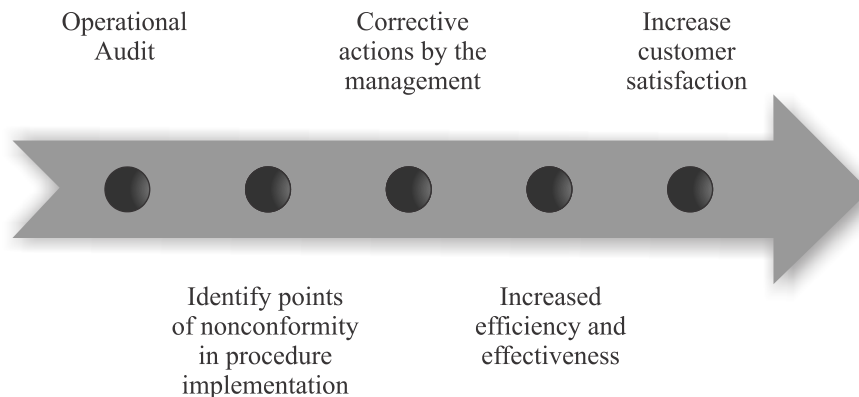 Operational
Audit
Identify points
of nonconformity
in procedure
implementation
Corrective
actions by the
management
Increased
efficiency and
effectiveness
Increase
customer
satisfaction